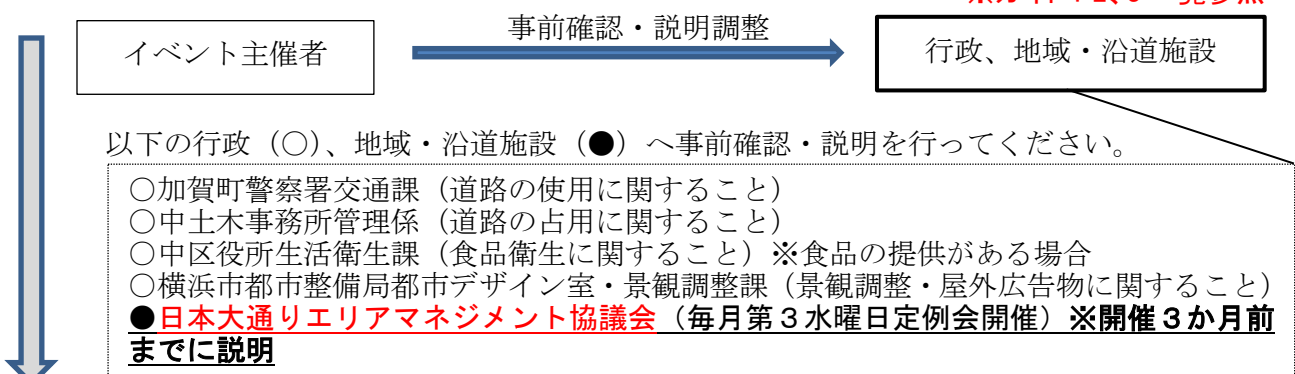 事前確認・説明調整
イベント主催者
行政、地域・沿道施設
以下の行政（○）、地域・沿道施設（●）へ事前確認・説明を行ってください。
○加賀町警察署交通課（道路の使用に関すること）
○中土木事務所管理係（道路の占用に関すること）
○中区役所生活衛生課（食品衛生に関すること）※食品の提供がある場合
○横浜市都市整備局都市デザイン室・景観調整課（景観調整・屋外広告物に関すること）
●日本大通りエリアマネジメント協議会（毎月第３水曜日定例会開催）※開催３か月前
までに説明